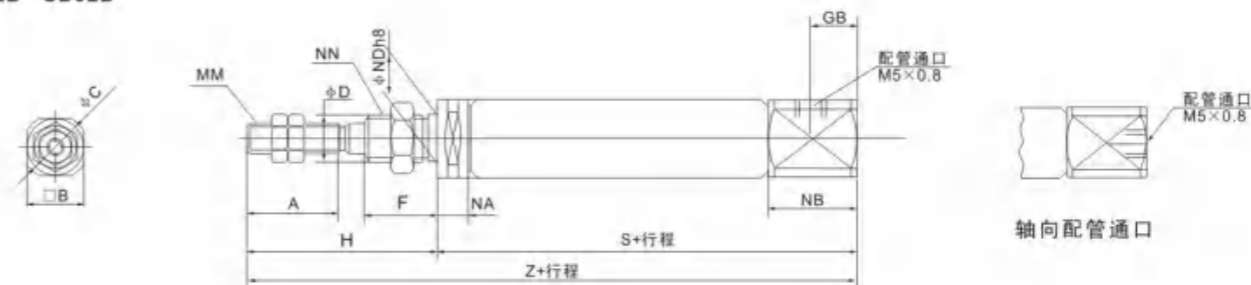 GB
配管通口
M5×0.8
φNDh8
NN
φD
MM
配管通口
M5×0.8
□B
A
F
NA
NB
轴向配管通口
H
S+行程
Z+行程